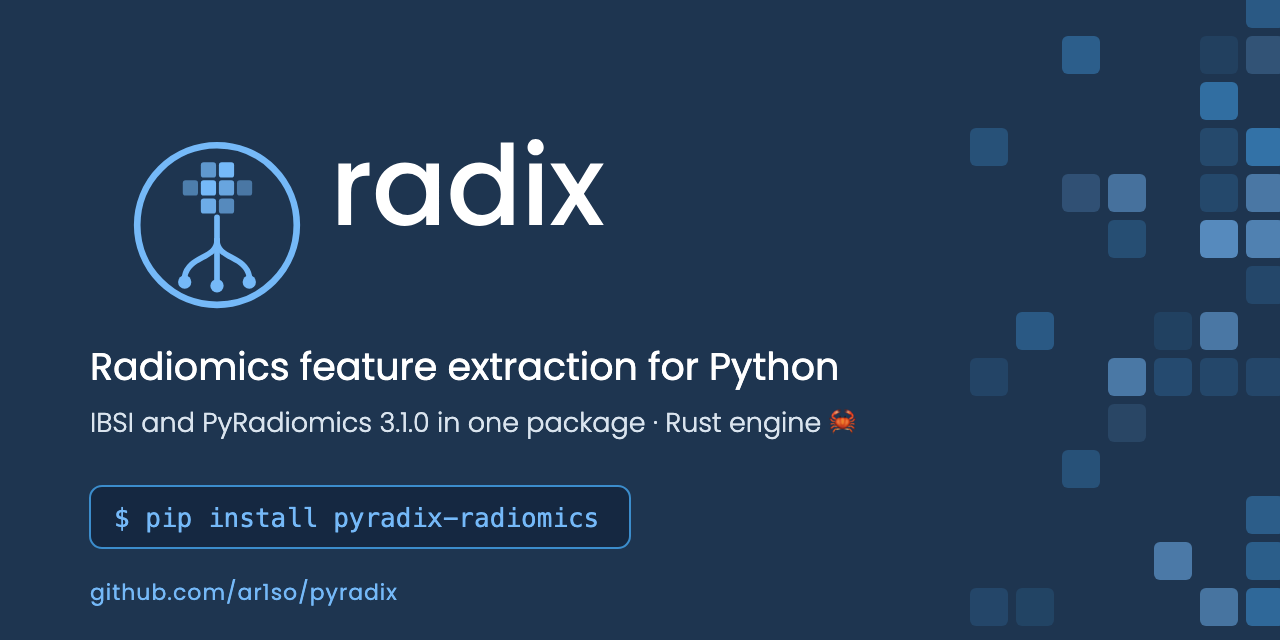 radix
Radiomics feature extraction for Python
IBSI and PyRadiomics 3.1.0 in one package · Rust engine 🦀
$ pip install pyradix-radiomics
github.com/ar1so/pyradix